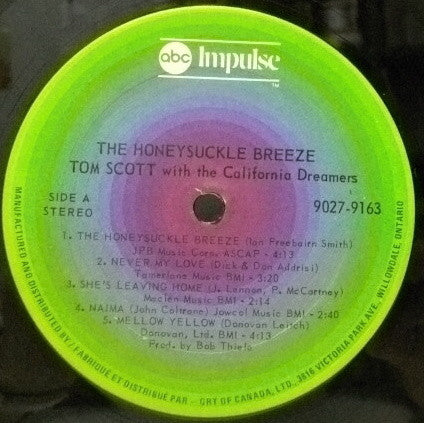 abc Impulse
TM
THE HONEYSUCKLE BREEZE
TOM SCOTT with the California Dreamers
SIDE A
STEREO
9027-9163
1. THE HONEYSUCKLE BREEZE (Ian Freebairn Smith)
JPB Music Corn. ASCAP - 4:13
2. NEVER MY LOVE (Dick & Don Addrisi)
Tamerlane Music BMI - 3:20
3. SHE'S LEAVING HOME (J. Lennon, P. McCartney)
Maclen Music BMI - 2:14
4. NAIMA (John Coltrane) Jowcol Music BMI - 2:40
5. MELLOW YELLOW (Donovan Leitch)
Donovan, Ltd. BMI - 4:13
Prod. by Bob Thiele
MANUFACTURED AND DISTRIBUTED BY / FABRIQUE ET DISTRIBUE PAR - GRT OF CANADA, LTD., 3816 VICTORIA PARK AVE. WILLOWDALE, ONTARIO